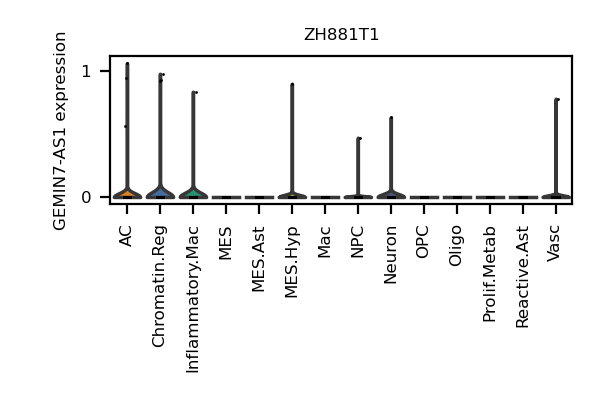 ZH881T1
GEMIN7-AS1 expression
1
0
AC
Chromatin.Reg
Inflammatory.Mac
MES
MES.Ast
MES.Hyp
Mac
NPC
Neuron
OPC
Oligo
Prolif.Metab
Reactive.Ast
Vasc